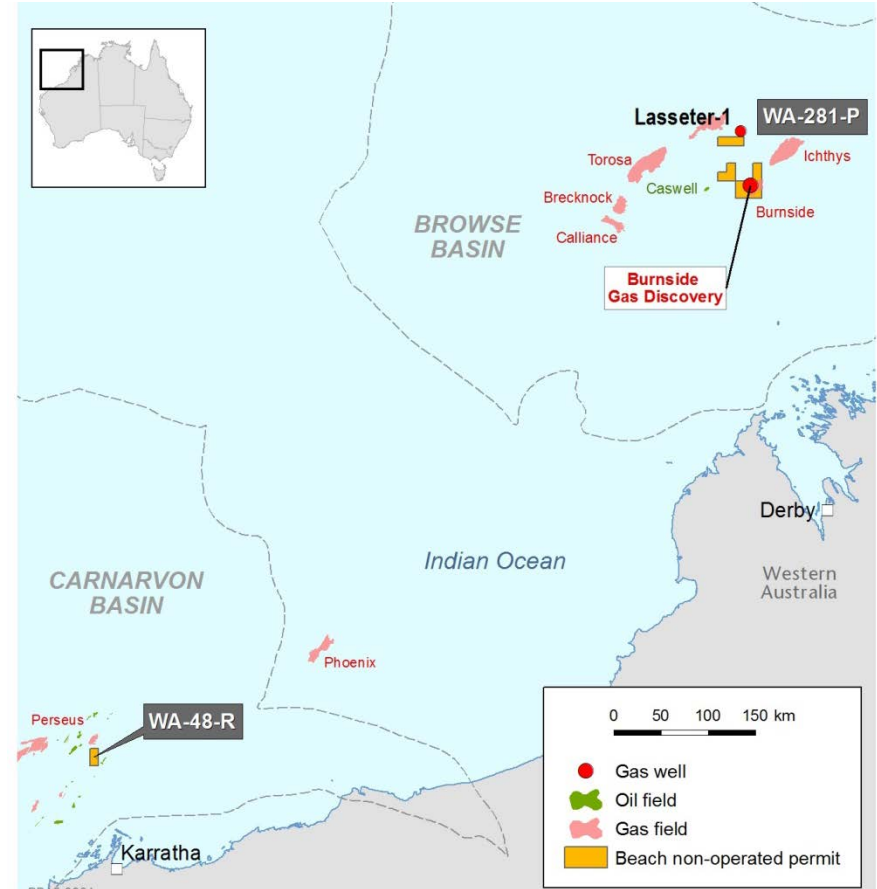 Lasseter-1
WA-281-P
Torosa
Ichthys
Caswell
Brecknock
Burnside
BROWSE
BASIN
Calliance
Burnside
Gas Discovery
Derby
Indian Ocean
Western
Australia
CARNARVON
BASIN
Phoenix
Perseus
WA-48-R
Karratha
0 50 100 150 km
Gas well
Oil field
Gas field
Beach non-operated permit